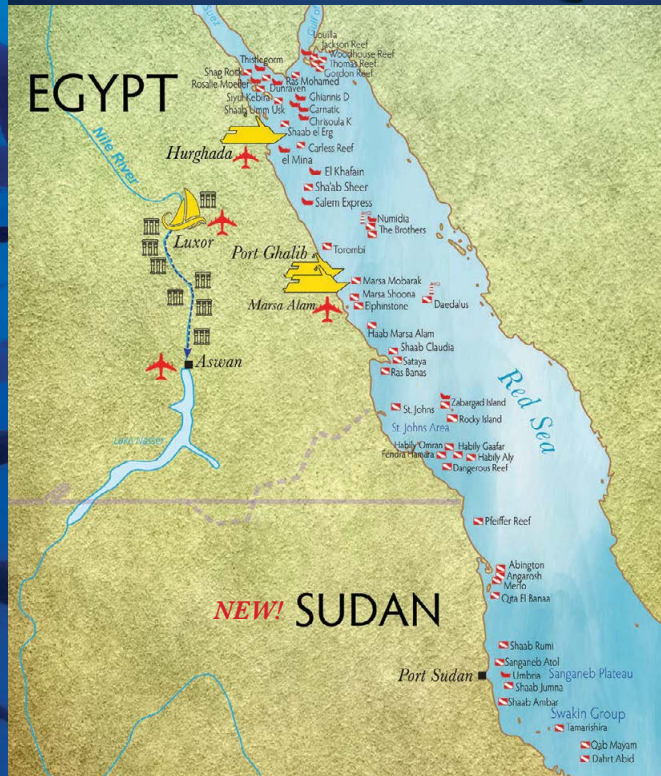 Suez
Gulf of
Louilla
Jackson Reef
Woodhouse Reef
Thomas Reef
Gordon Reef
Thistlegorm
Shag Rock
Rosalie Moeller
Ras Mohamed
Dunraven
Siyul Kebira
Shaab Umm Usk
Ghiannis D
Carnatic
Chrisoula K
EGYPT
Nile River
Shaab el Erg
Hurghada
Carless Reef
el Mina
El Khafain
Sha'ab Sheer
Salem Express
Luxor
Numidia
The Brothers
Port Ghalib
Torombi
Marsa Mobarak
Marsa Shoona
Elphinstone
Marsa Alam
Daedalus
Haab Marsa Alam
Shaab Claudia
Sataya
Ras Banas
Aswan
Red Sea
Zabargad Island
St. Johns
Rocky Island
St. Johns Area
Lake Nasser
Habily Omran
Habily Gaafar
Fendra Hamara
Habily Aly
Dangerous Reef
Pfeiffer Reef
Abington
Angarosh
Merlo
Qita El Banaa
NEW! SUDAN
Shaab Rumi
Sanganeb Atol
Port Sudan
Umbria
Sanganeb Plateau
Shaab Jumna
Shaab Ambar
Swakin Group
Tamarishira
Qab Mayam
Dahrt Abid